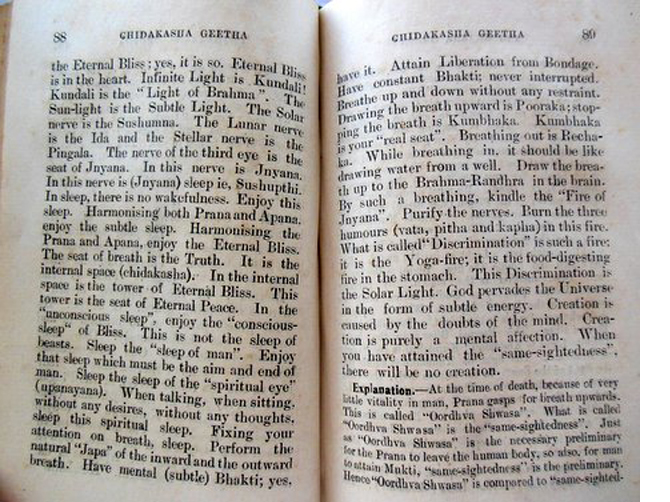 88 CHIDAKASHA GEETHA
the Eternal Bliss; yes, it is so. Eternal Bliss
is in the heart. Infinite Light is Kundali!
Kundali is the "Light of Brahma". The
Sun-light is the Subtle Light. The Solar
nerve is the Sushumna. The Lunar nerve
is the Ida and the Stellar nerve is the
Pingala. The nerve of the third eye is the
seat of Jnyana. In this nerve is Jnyana.
In this nerve is (Jnyana) sleep ie, Sushupthi.
In sleep, there is no wakefulness. Enjoy this
sleep. Harmonising both Prana and Apana.
enjoy the subtle sleep. Harmonising the
Prana and Apana, enjoy the Eternal Bliss.
The seat of breath is the Truth. It is the
internal space (chidakasha). In the internal
space is the tower of Eternal Bliss. This
tower is the seat of Eternal Peace. In the
"unconscious sleep", enjoy the "conscious-
sleep" of Bliss. This is not the sleep of
beasts. Sleep the "sleep of man". Enjoy
that sleep which must be the aim and end of
man. Sleep the sleep of the "spiritual eye"
(upanayana). When talking, when sitting.
without any desires, without any thoughts.
sleep this spiritual sleep. Fixing your
attention on breath, sleep. Perform the
natural "Japa" of the inward and the outward
breath. Have mental (subtle) Bhakti; yes,
CHIDAKASHA GEETHA 89
have it. Attain Liberation from Bondage.
Have constant Bhakti; never interrupted.
Breathe up and down without any restraint.
Drawing the breath upward is Pooraka; stop-
ping the breath is Kumbhaka. Kumbhaka
is your "real seat". Breathing out is Recha-
ka. While breathing in, it should be like
drawing water from a well. Draw the brea-
th up to the Brahma-Randhra in the brain.
By such a breathing, kindle the "Fire of
Jnyana". Purify the nerves. Burn the three
humours (vata, pitha and kapha) in this fire.
What is called "Discrimination" is such a fire:
it is the Yoga-fire; it is the food-digesting
fire in the stomach. This Discrimination is
the Solar Light. God pervades the Universe
in the form of subtle energy. Creation is
caused by the doubts of the mind. Crea-
tion is purely a mental affection. When
you have attained the "same-sightedness",
there will be no creation.
Explanation.—At the time of death, because of very
little vitality in man, Prana gasps for breath upwards.
This is called "Oordhva Shwasa". What is called
"Oordhva Shwasa" is the "same-sightedness". Just
as "Oordhva Shwasa" is the necessary preliminary
for the Prana to leave the human body, so also, for man
to attain Mukti, "same-sightedness" is the preliminary.
Hence "Oordhva Shwasa" is compared to "same-sighted-